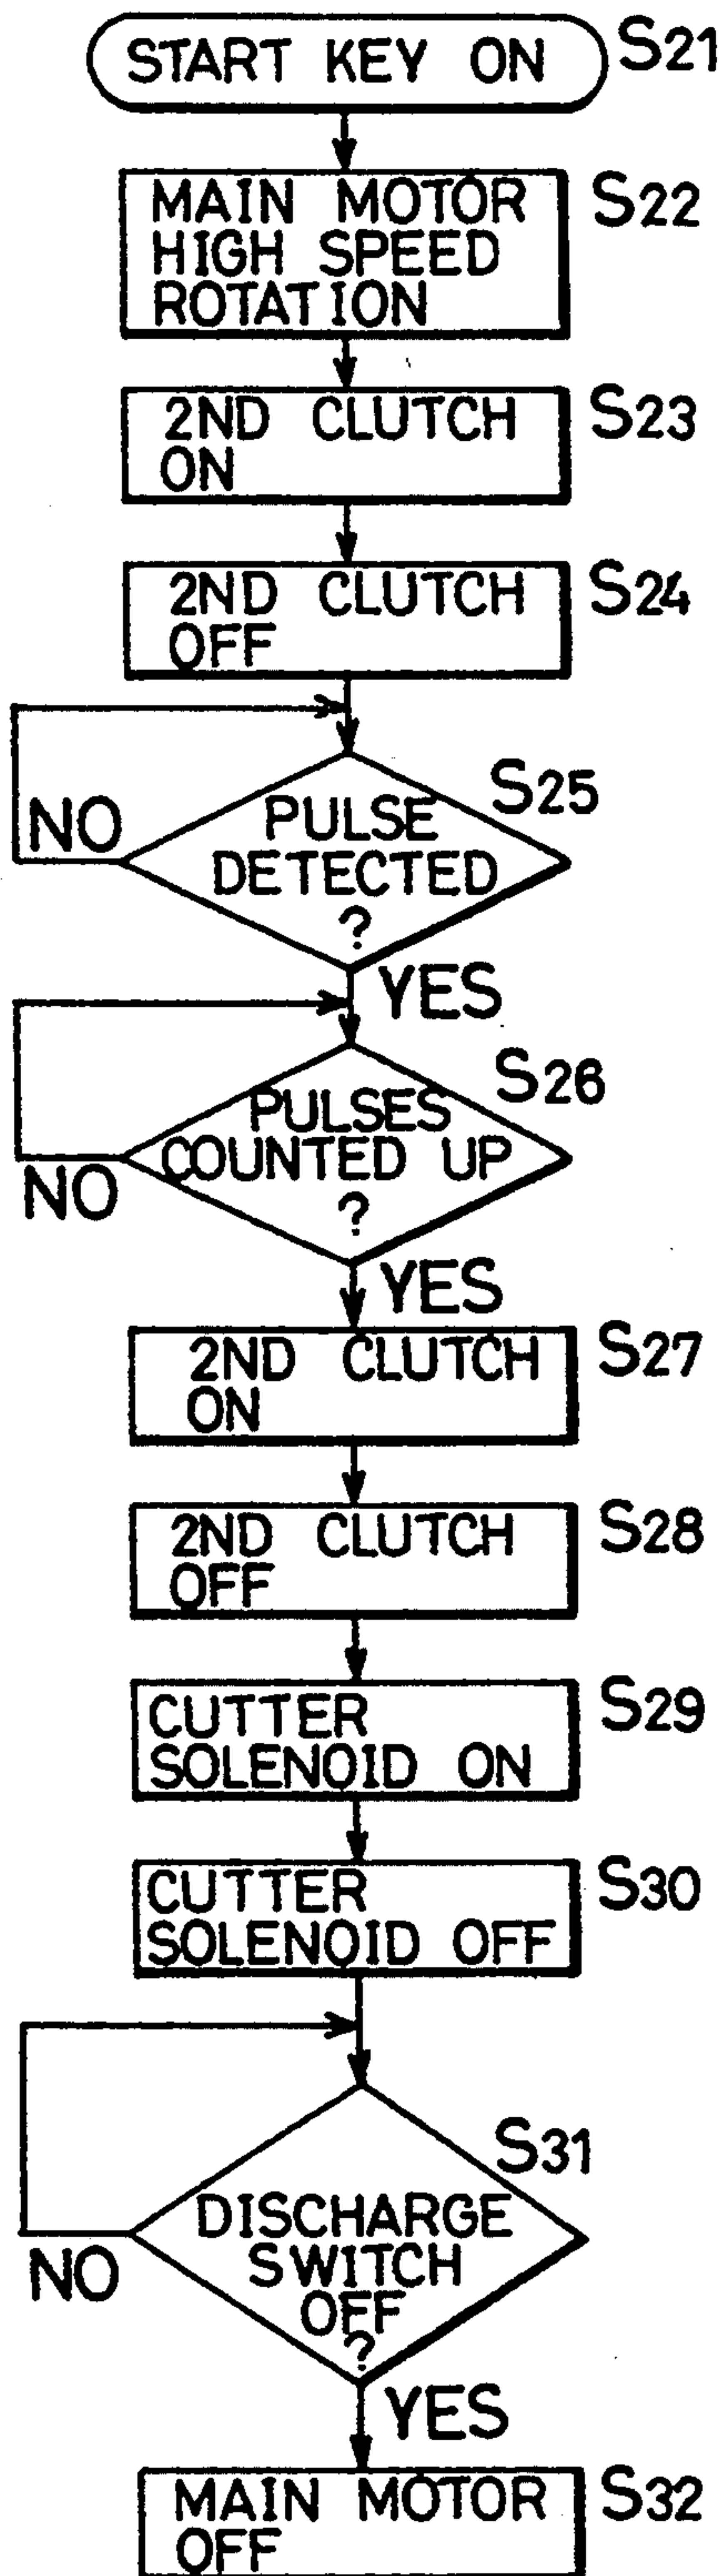 START KEY ON S21
MAIN MOTOR S22
HIGH SPEED
ROTATION
2ND CLUTCH S23
ON
2ND CLUTCH S24
OFF
S25
PULSE
NO
DETECTED
?
YES
S26
PULSES
COUNTED UP
NO
?
YES
2ND CLUTCH S27
ON
2ND CLUTCH S28
OFF
CUTTER S29
SOLENOID ON
CUTTER S30
SOLENOID OFF
S31
DISCHARGE
SWITCH
NO
OFF
?
YES
MAIN MOTOR S32
OFF